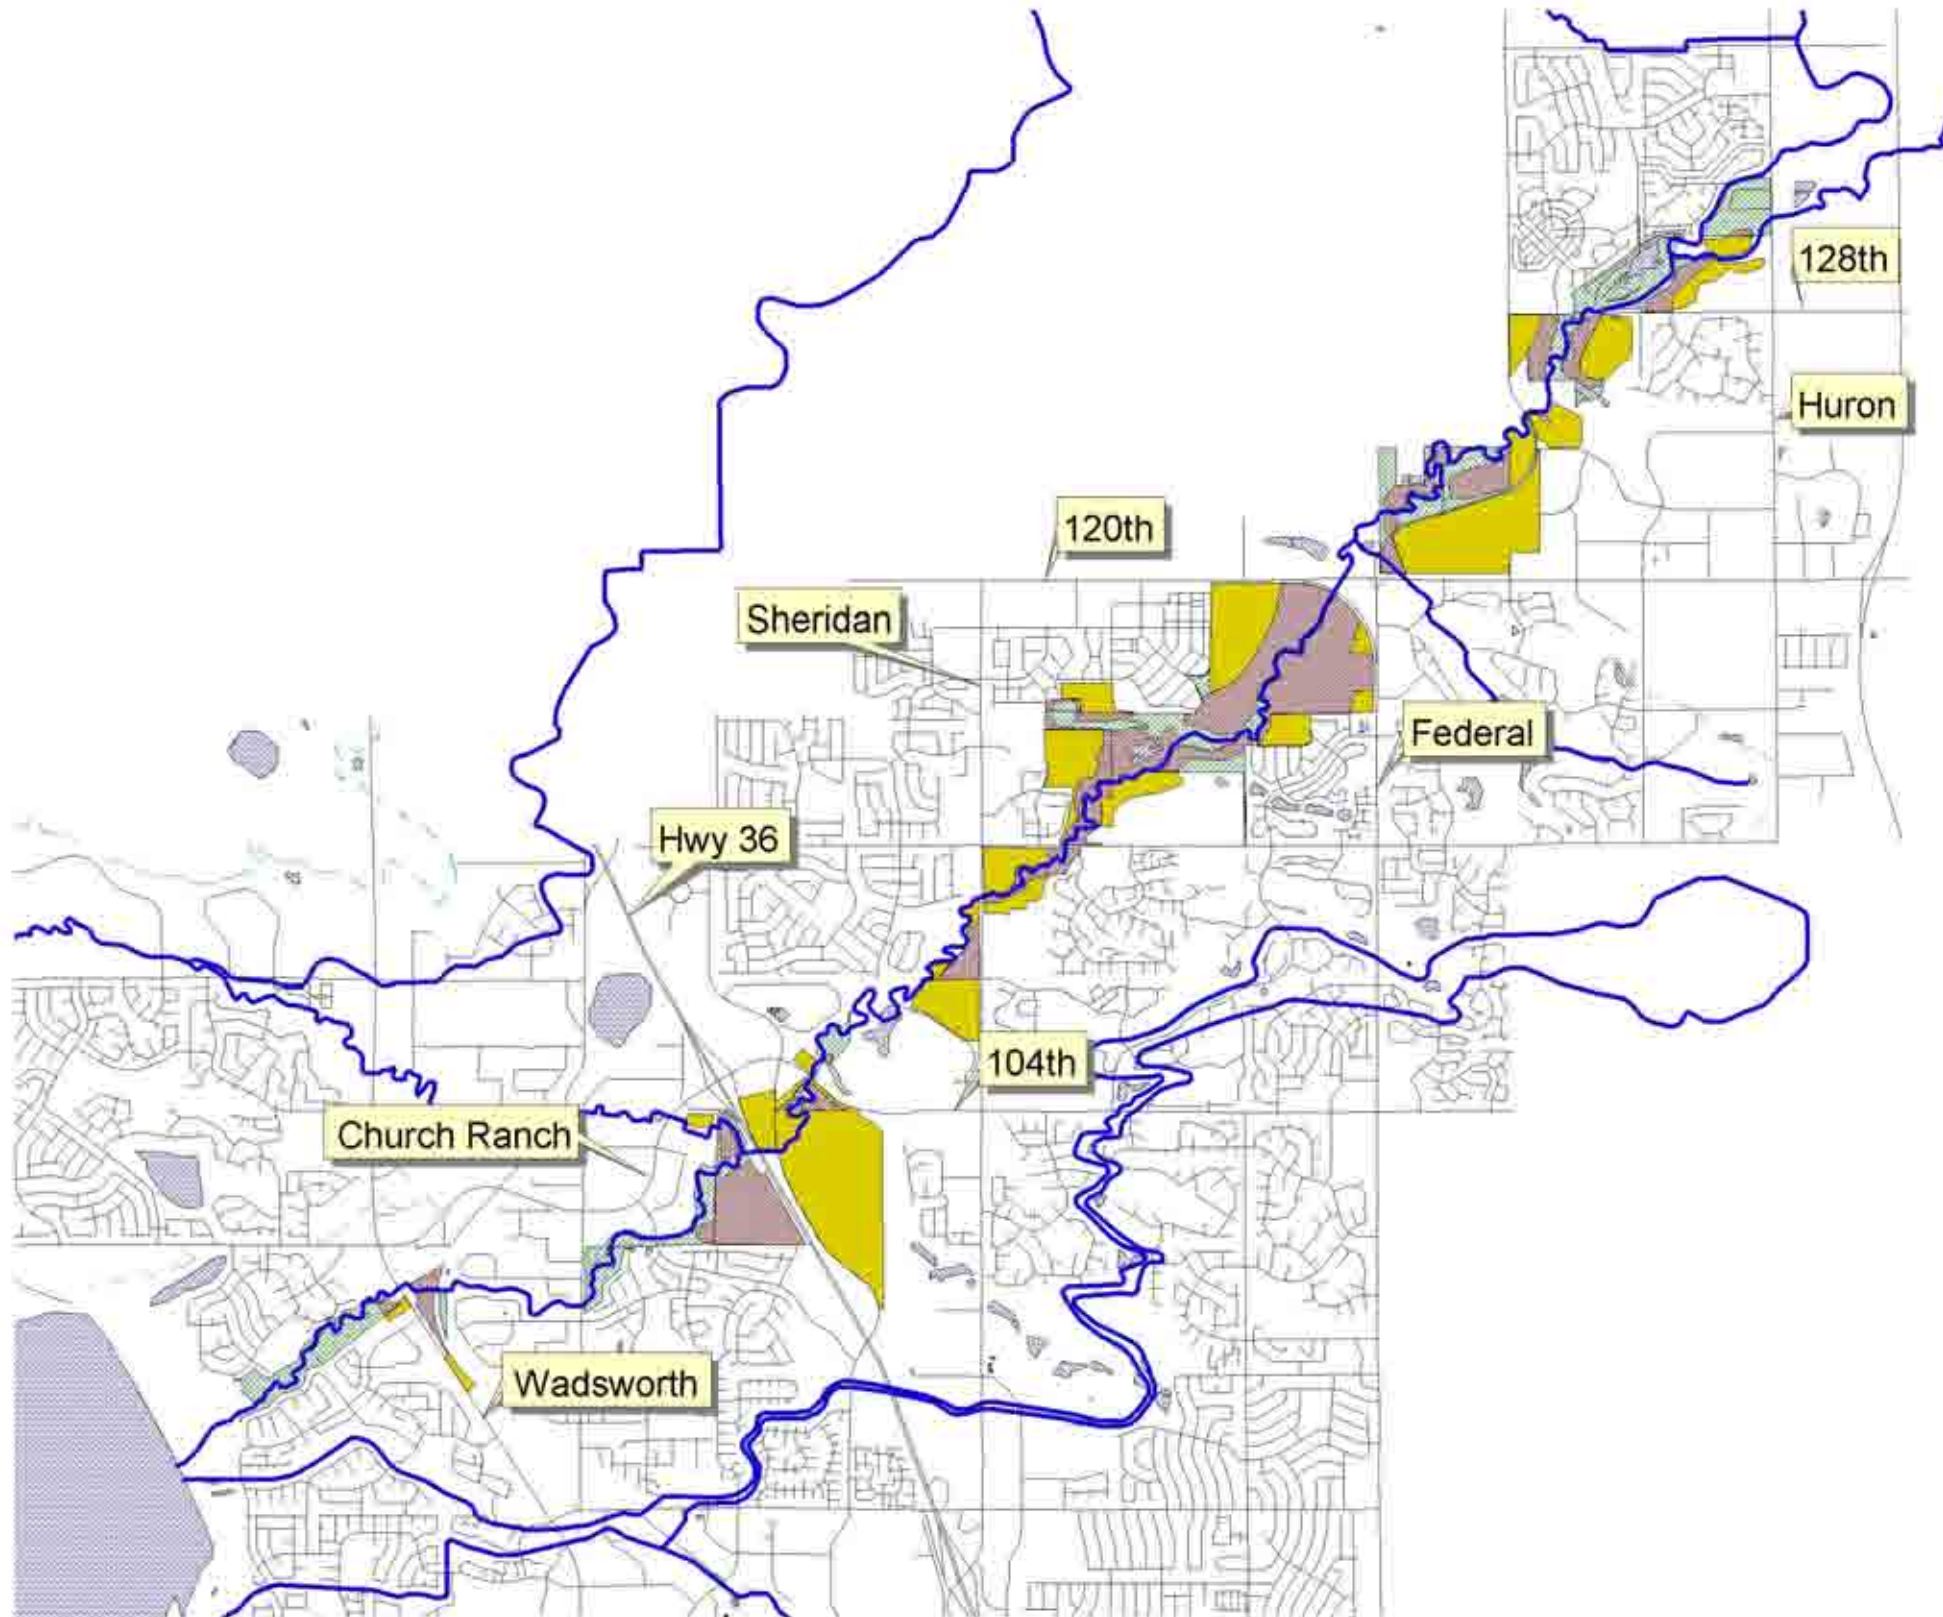 128th
Huron
120th
Sheridan
Federal
Hwy 36
104th
Church Ranch
Wadsworth